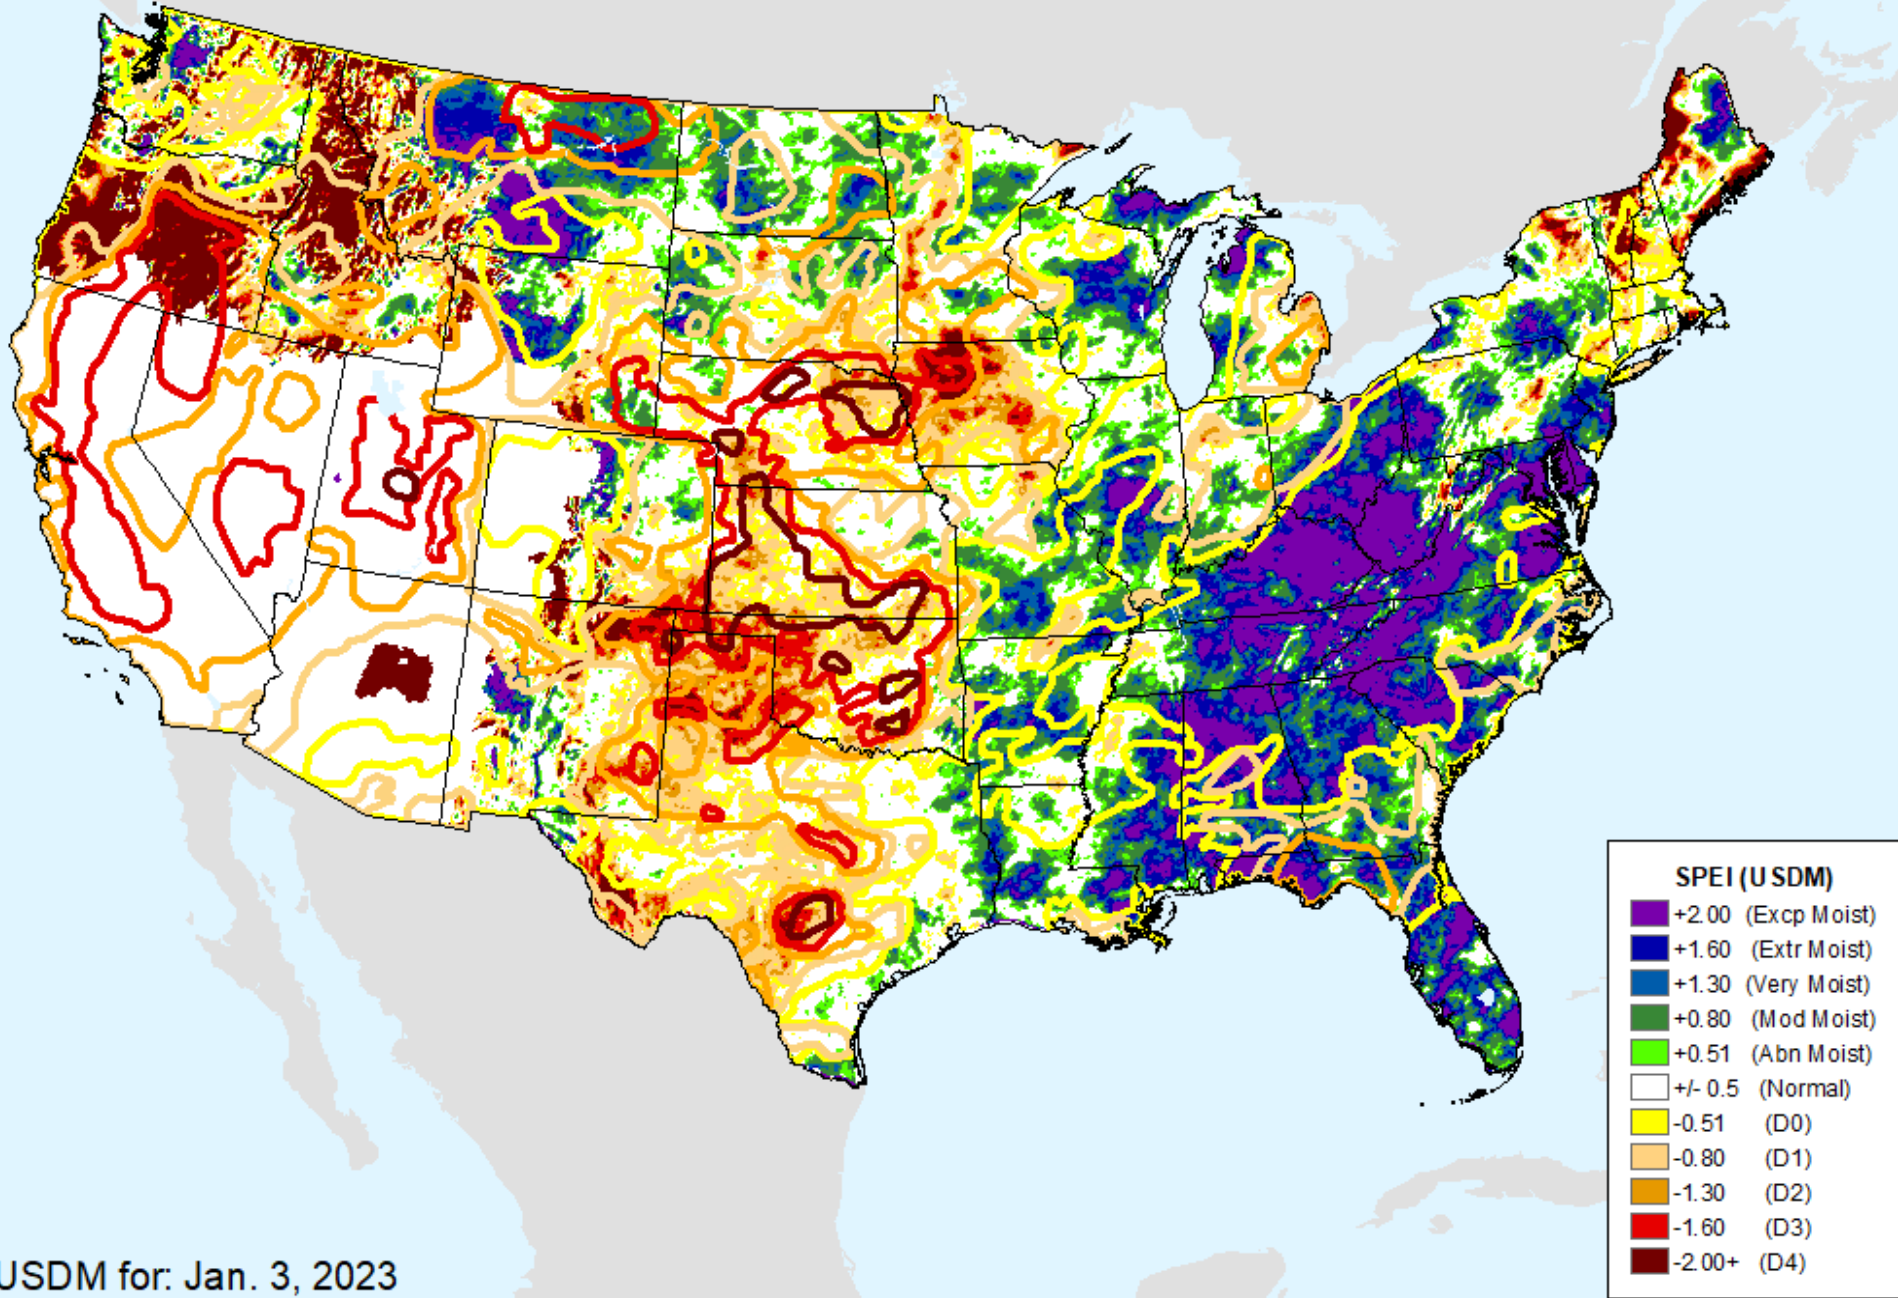 SPEI (USDM)
+2.00 (Excp Moist)
+1.60 (Extr Moist)
+1.30 (Very Moist)
+0.80 (Mod Moist)
+0.51 (Abn Moist)
+/- 0.5 (Normal)
-0.51 (D0)
-0.80 (D1)
-1.30 (D2)
-1.60 (D3)
-2.00+ (D4)
USDM for: Jan. 3, 2023